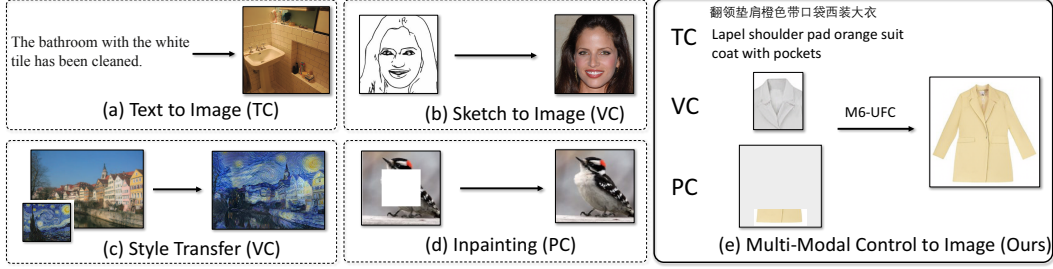 The bathroom with the white
tile has been cleaned.
(a) Text to Image (TC)
(b) Sketch to Image (VC)
(c) Style Transfer (VC)
(d) Inpainting (PC)
TC
翻领垫肩橙色带口袋西装大衣
Lapel shoulder pad orange suit
coat with pockets
VC
M6-UFC
PC
(e) Multi-Modal Control to Image (Ours)